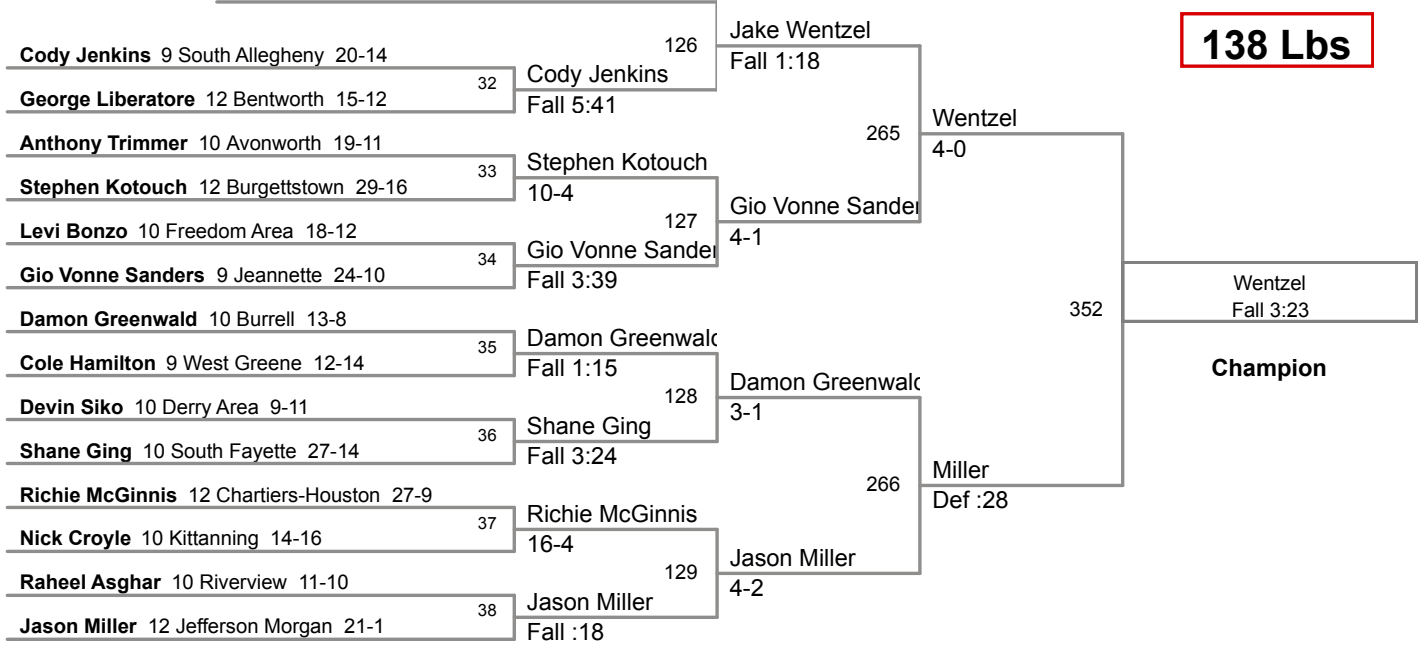 138 Lbs
Cody Jenkins 9 South Allegheny 20-14
George Liberatore 12 Bentworth 15-12
Anthony Trimmer 10 Avonworth 19-11
Stephen Kotouch 12 Burgettstown 29-16
Levi Bonzo 10 Freedom Area 18-12
Gio Vonne Sanders 9 Jeannette 24-10
Damon Greenwald 10 Burrell 13-8
Cole Hamilton 9 West Greene 12-14
Devin Siko 10 Derry Area 9-11
Shane Ging 10 South Fayette 27-14
Richie McGinnis 12 Chartiers-Houston 27-9
Nick Croyle 10 Kittanning 14-16
Raheel Asghar 10 Riverview 11-10
Jason Miller 12 Jefferson Morgan 21-1
32
33
34
35
36
37
38
Cody Jenkins
Fall 5:41
Stephen Kotouch
10-4
Gio Vonne Sander
Fall 3:39
Damon Greenwald
Fall 1:15
Shane Ging
Fall 3:24
Richie McGinnis
16-4
Jason Miller
Fall :18
126
127
128
129
Jake Wentzel
Fall 1:18
Gio Vonne Sander
4-1
Damon Greenwald
3-1
Jason Miller
4-2
265
266
Wentzel
4-0
Miller
Def :28
352
Wentzel
Fall 3:23
Champion